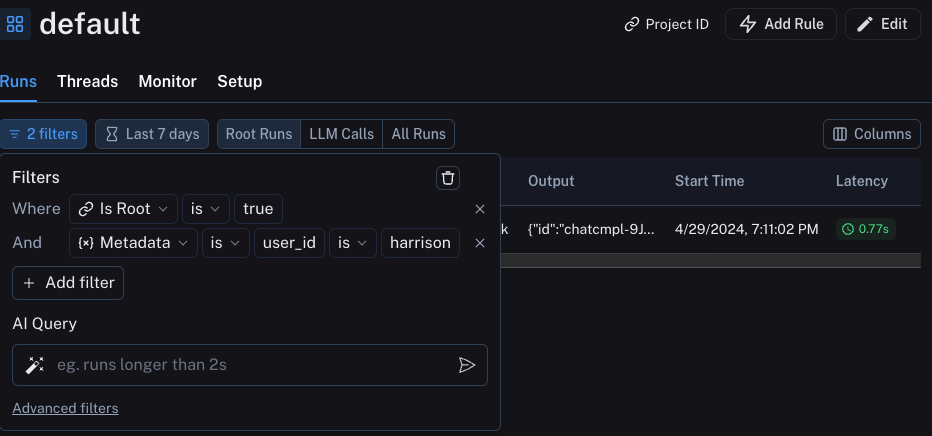 default
Project ID
Add Rule
Edit
Runs Threads Monitor Setup
2 filters Last 7 days Root Runs LLM Calls All Runs Columns
Filters
Where Is Root is true
And {x} Metadata is user_id is harrison
+ Add filter
AI Query
eg. runs longer than 2s
Advanced filters
Output Start Time Latency
k {"id":"chatcmpl-9J... 4/29/2024, 7:11:02 PM 0.77s